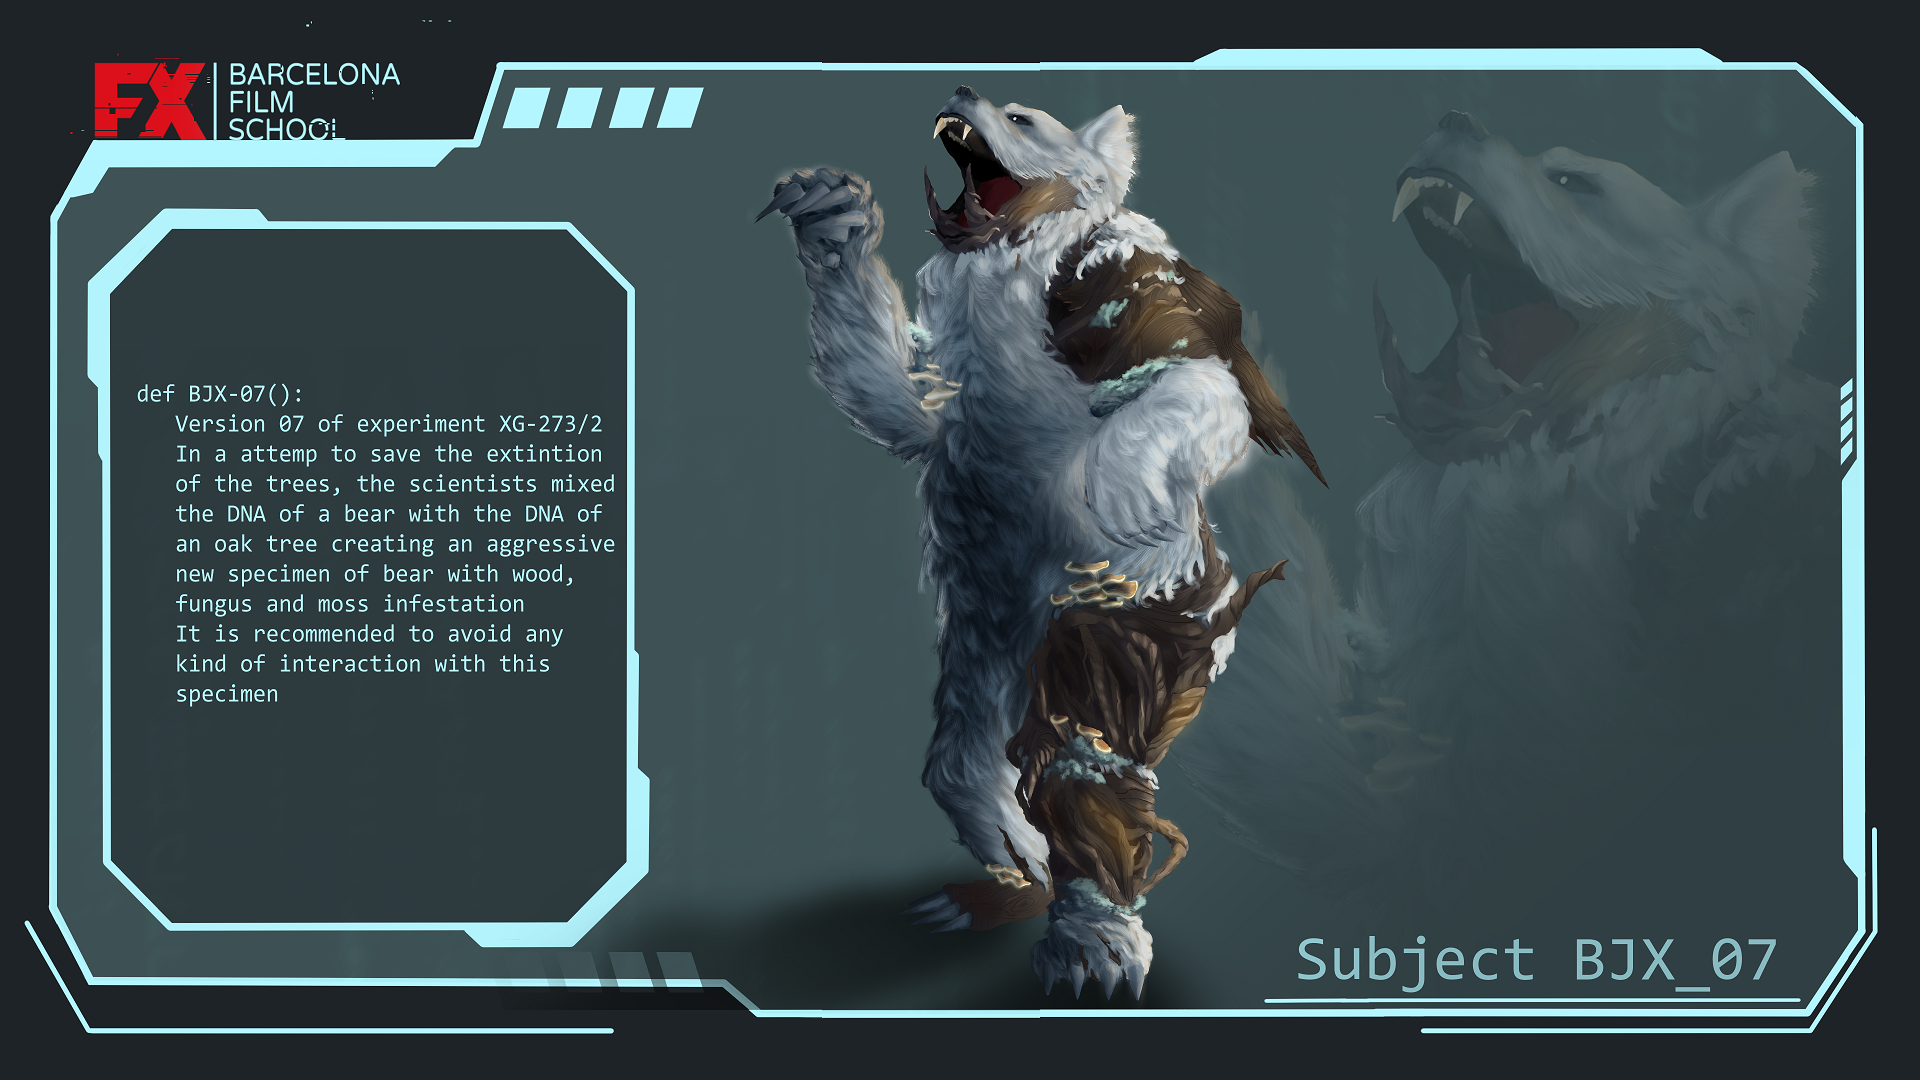 FX
BARCELONA
FILM
SCHOOL
def BJX-07():
Version 07 of experiment XG-273/2
In a attemp to save the extintion
of the trees, the scientists mixed
the DNA of a bear with the DNA of
an oak tree creating an aggressive
new specimen of bear with wood,
fungus and moss infestation
It is recommended to avoid any
kind of interaction with this
specimen
Subject BJX_07